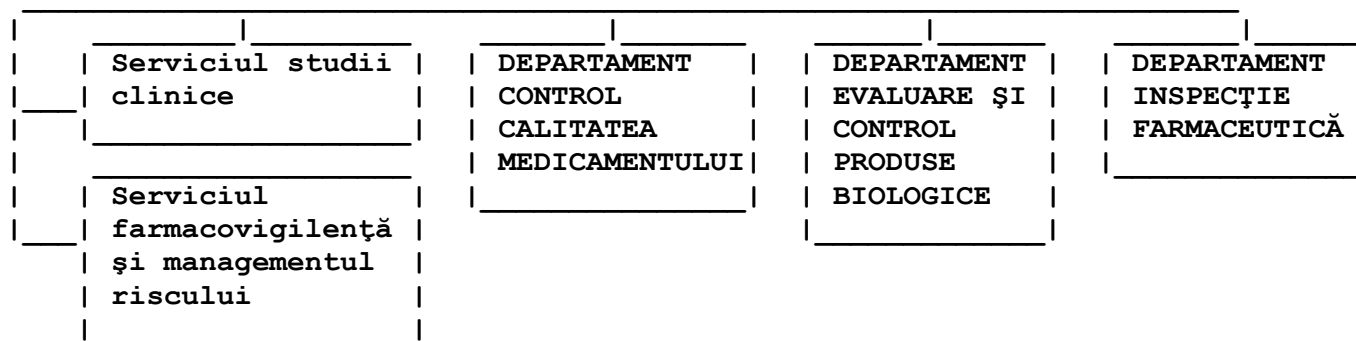 Serviciul studii
clinice
DEPARTAMENT
CONTROL
CALITATEA
MEDICAMENTULUI
DEPARTAMENT
EVALUARE ŞI
CONTROL
PRODUSE
BIOLOGICE
DEPARTAMENT
INSPECŢIE
FARMACEUTICĂ
Serviciul
farmacovigilenţă
şi managementul
riscului